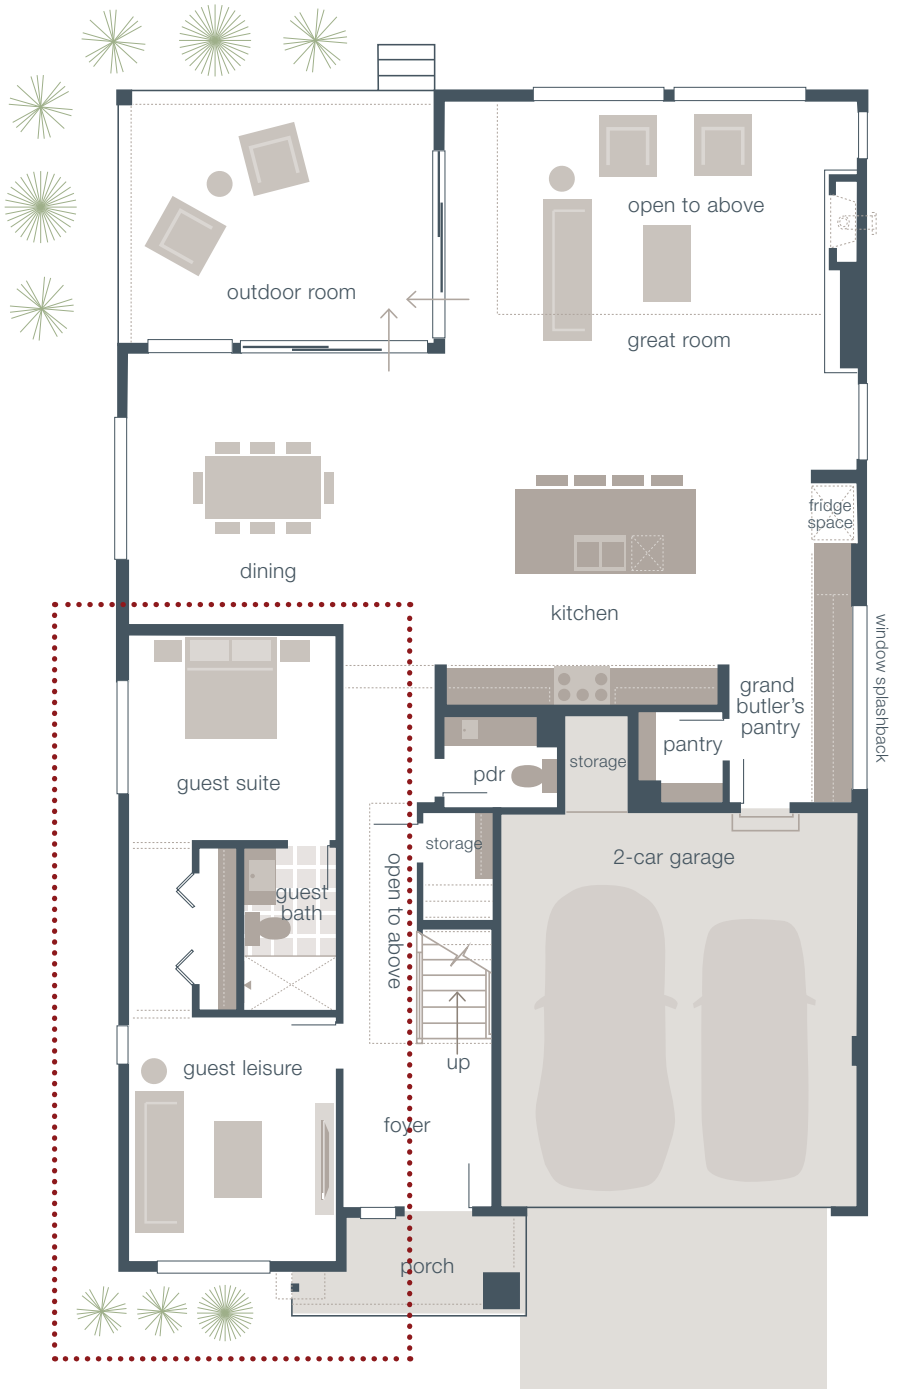 open to above
outdoor room
great room
fridge
space
dining
kitchen
window splashback
grand
butler's
pantry
pantry
pdr
storage
guest suite
storage
2-car garage
open to above
guest
bath
up
guest leisure
foyer
porch